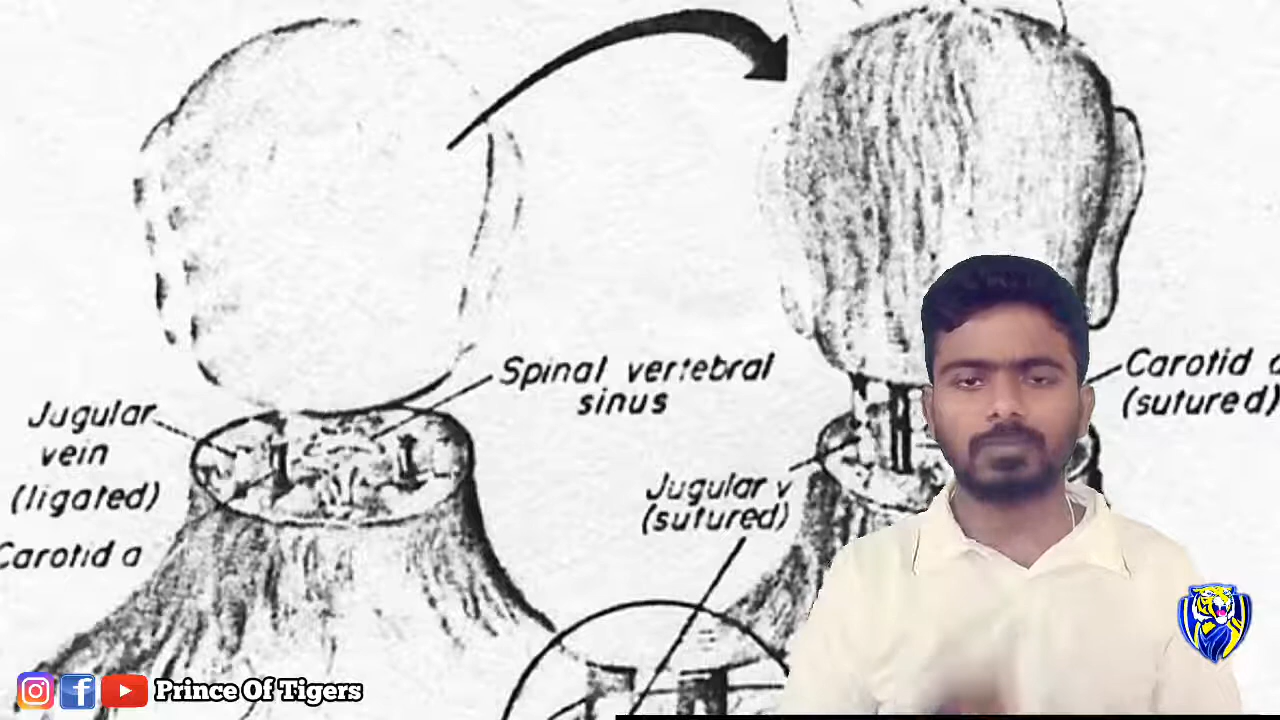 Spinal vertebral
sinus
Jugular
vein
(ligated)
Carotid a
Carotid a
(sutured)
Jugular v
(sutured)
Prince Of Tigers